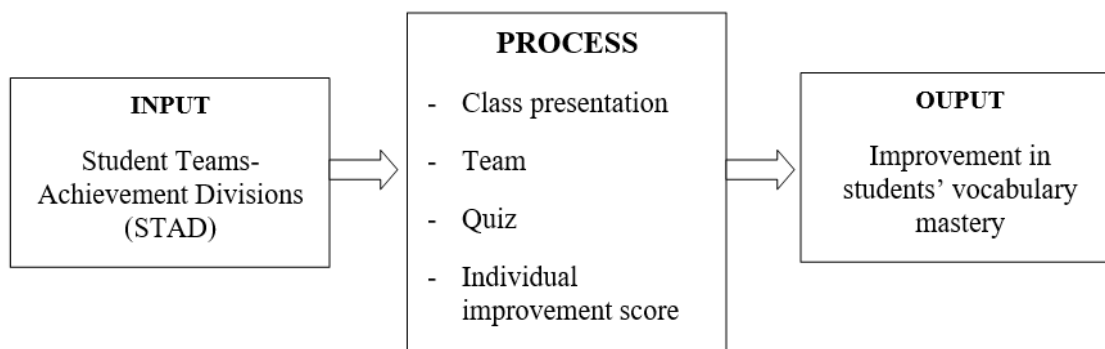 INPUT
Student Teams-
Achievement Divisions
(STAD)
PROCESS
- Class presentation
- Team
- Quiz
- Individual
improvement score
OUPUT
Improvement in
students’ vocabulary
mastery